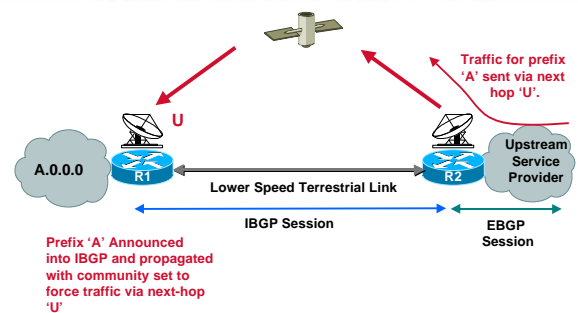 Traffic for prefix
'A' sent via next
hop 'U'.
U
A.0.0.0
R1
Lower Speed Terrestrial Link
R2
Upstream
Service
Provider
IBGP Session
EBGP
Session
Prefix 'A' Announced
into IBGP and propagated
with community set to
force traffic via next-hop
'U'